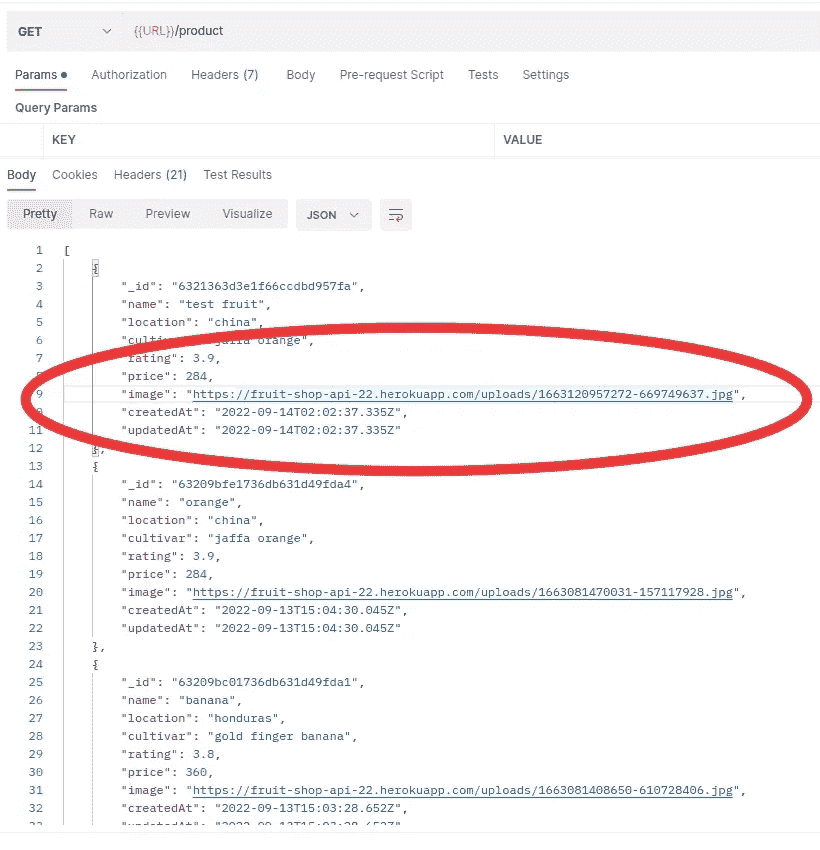 GET {{URL}}/product
Params Authorization Headers (7) Body Pre-request Script Tests Settings
Query Params
KEY VALUE
Body Cookies Headers (21) Test Results
Pretty Raw Preview Visualize JSON
1 [
2 {
3 "_id": "6321363d3e1f66ccdbd957fa",
4 "name": "test fruit",
5 "location": "china",
6 "cultivar": "jaffa orange",
7 "rating": 3.9,
8 "price": 284,
9 "image": "https://fruit-shop-api-22.herokuapp.com/uploads/1663120957272-669749637.jpg",
10 "createdAt": "2022-09-14T02:02:37.335Z",
11 "updatedAt": "2022-09-14T02:02:37.335Z"
12 },
13 {
14 "_id": "63209bfe1736db631d49fda4",
15 "name": "orange",
16 "location": "china",
17 "cultivar": "jaffa orange",
18 "rating": 3.9,
19 "price": 284,
20 "image": "https://fruit-shop-api-22.herokuapp.com/uploads/1663081470031-157117928.jpg",
21 "createdAt": "2022-09-13T15:04:30.045Z",
22 "updatedAt": "2022-09-13T15:04:30.045Z"
23 },
24 {
25 "_id": "63209bc01736db631d49fda1",
26 "name": "banana",
27 "location": "honduras",
28 "cultivar": "gold finger banana",
29 "rating": 3.8,
30 "price": 360,
31 "image": "https://fruit-shop-api-22.herokuapp.com/uploads/1663081408650-610728406.jpg",
32 "createdAt": "2022-09-13T15:03:28.652Z",